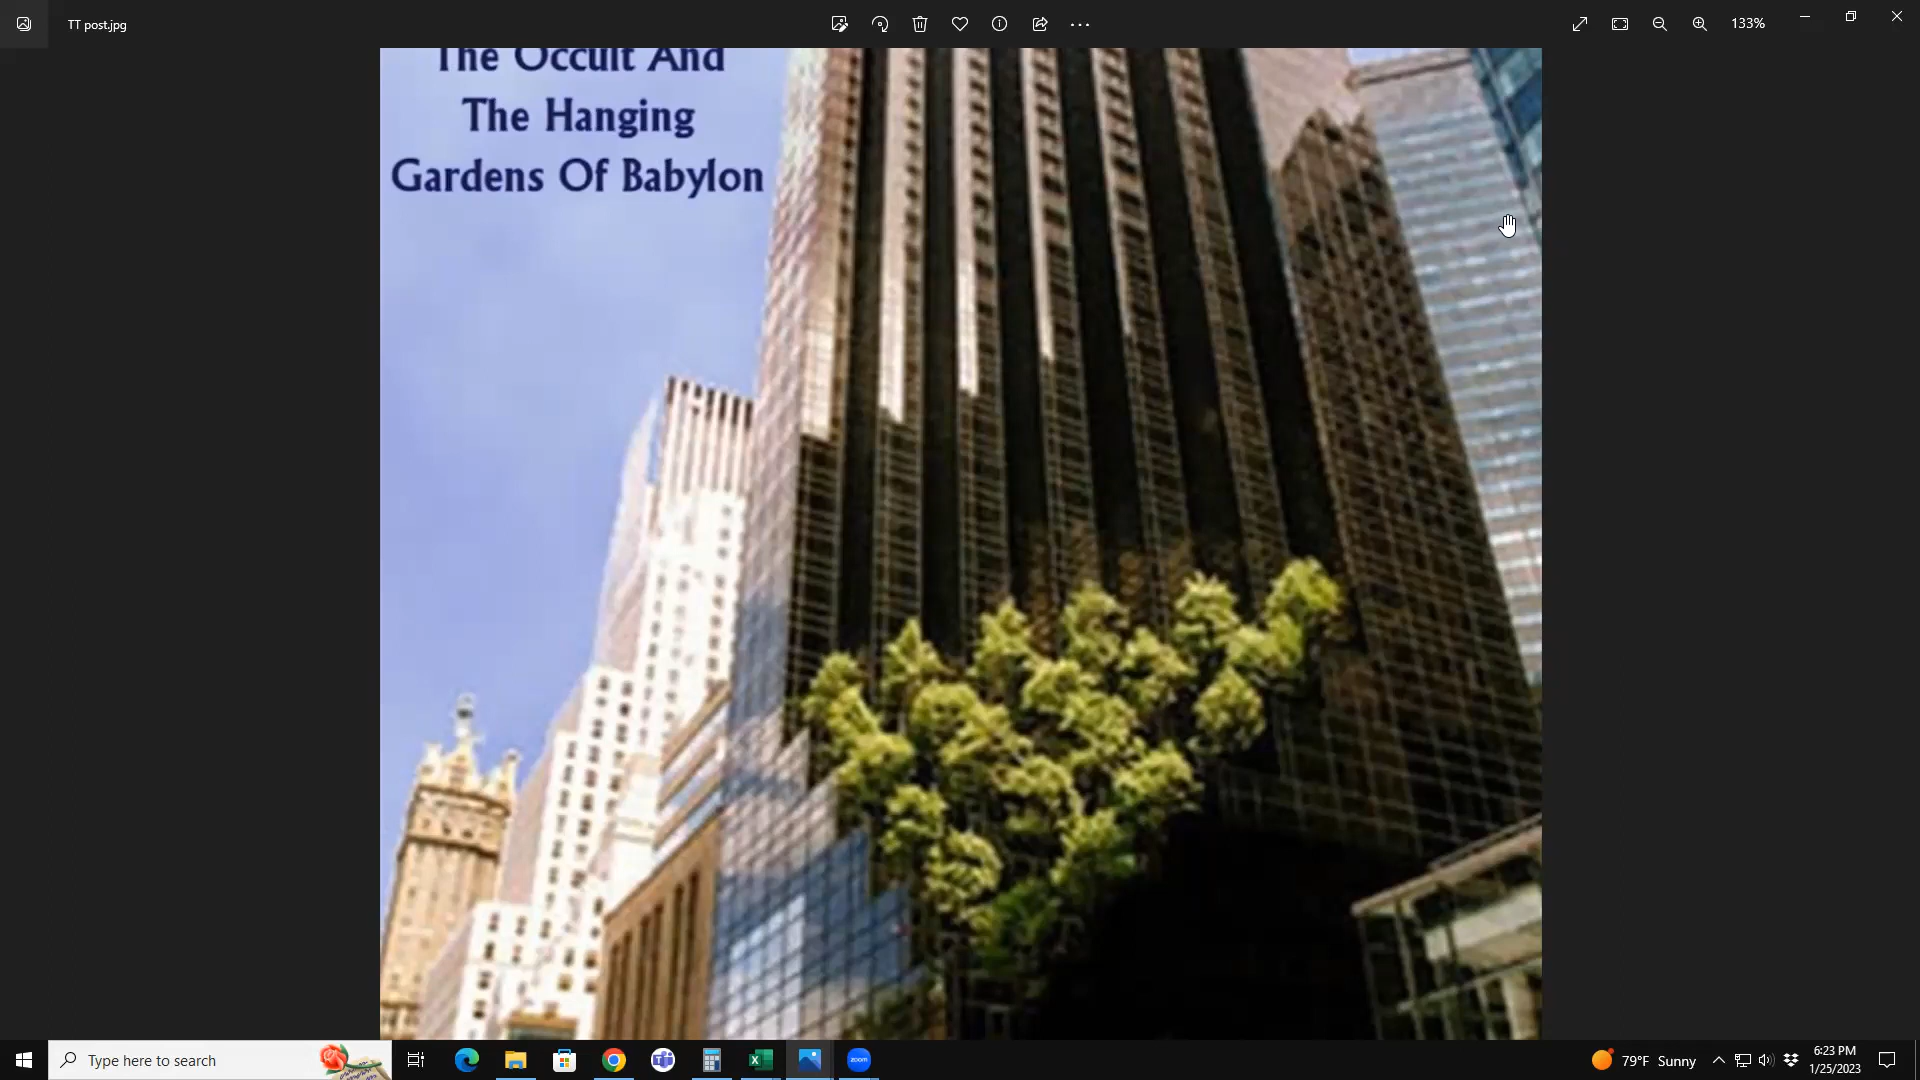 TT post.jpg
133%
The Occult And
The Hanging
Gardens Of Babylon
Type here to search
zoom
79°F Sunny
6:23 PM
1/25/2023